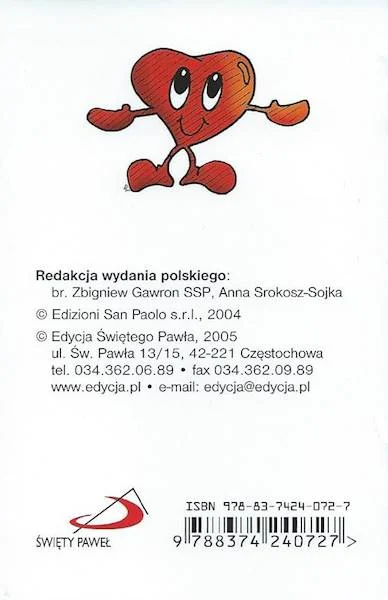 Redakcja wydania polskiego:
br. Zbigniew Gawron SSP, Anna Srokosz-Sojka
© Edizioni San Paolo s.r.l., 2004
© Edycja Świętego Pawła, 2005
ul. Św. Pawła 13/15, 42-221 Częstochowa
tel. 034.362.06.89 • fax 034.362.09.89
www.edycja.pl • e-mail: edycja@edycja.pl
ŚWIĘTY PAWEŁ
ISBN 978-83-7424-072-7
9 788374 240727 >